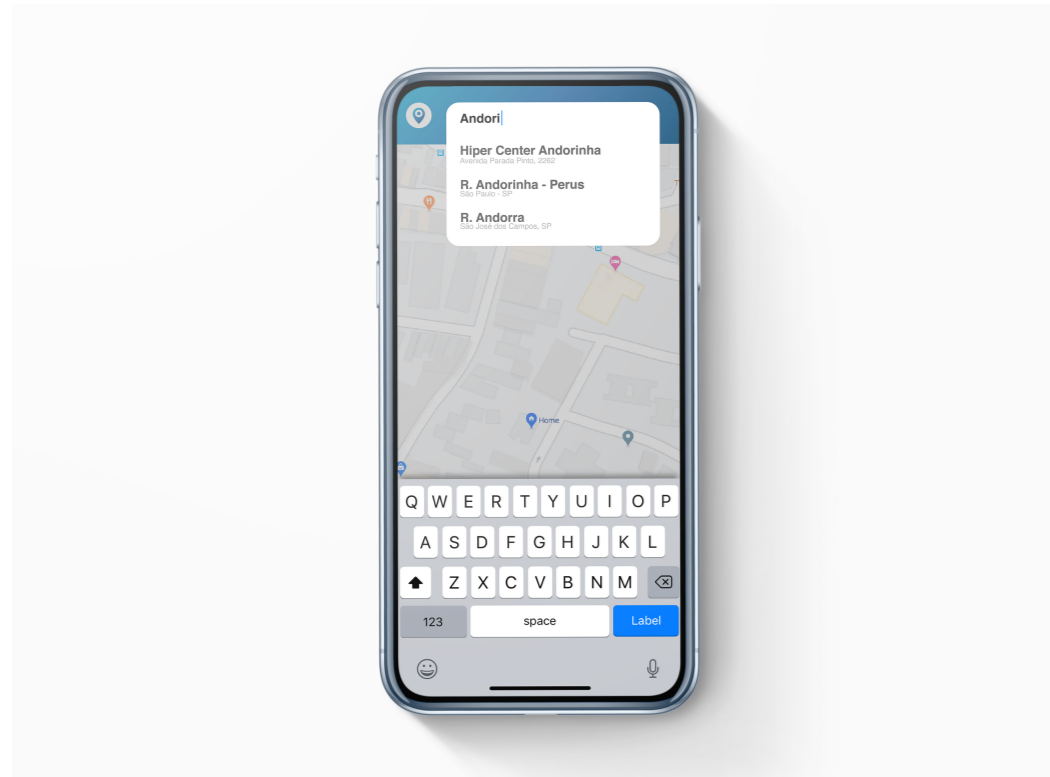 Andori
Hiper Center Andorinha
Avenida Parada Pinto, 2262
R. Andorinha - Perus
São Paulo - SP
R. Andorra
São José dos Campos, SP
Home
Q W E R T Y U I O P
A S D F G H J K L
Z X C V B N M
123 space Label